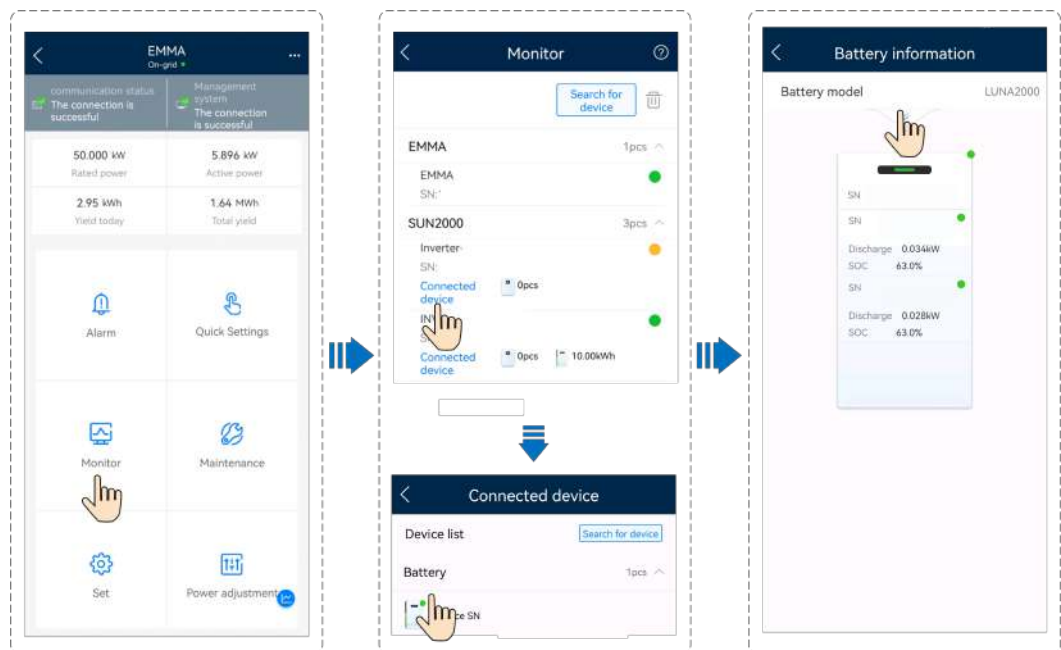 EMMA
On-grid
communication status
The connection is
successful
Management
system
The connection
is successful
50.000 kW
Rated power
5.896 kW
Active power
2.95 kWh
Yield today
1.64 MWh
Total yield
Alarm
Quick Settings
Monitor
Maintenance
Set
Power adjustment
Monitor
Search for
device
EMMA
1pcs
EMMA
SN:
SUN2000
3pcs
Inverter
SN:
Connected
device
0pcs
Connected
device
0pcs
10.00kWh
Connected device
Device list
Search for device
Battery
1pcs
SN
Battery information
Battery model
LUNA2000
SN
SN
Discharge 0.034kW
SOC 63.0%
SN
Discharge 0.028kW
SOC 63.0%